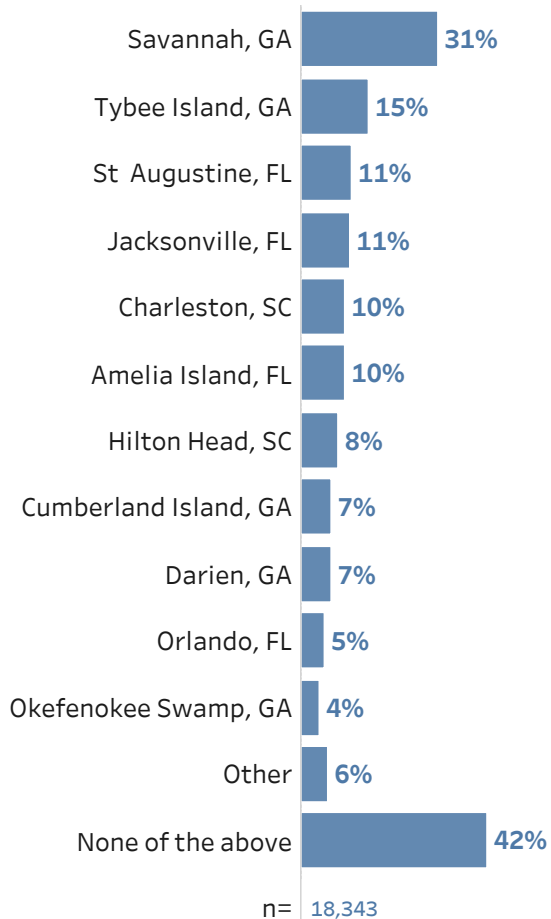 Savannah, GA 31%
Tybee Island, GA 15%
St Augustine, FL 11%
Jacksonville, FL 11%
Charleston, SC 10%
Amelia Island, FL 10%
Hilton Head, SC 8%
Cumberland Island, GA 7%
Darien, GA 7%
Orlando, FL 5%
Okefenokee Swamp, GA 4%
Other 6%
None of the above 42%
n= 18,343